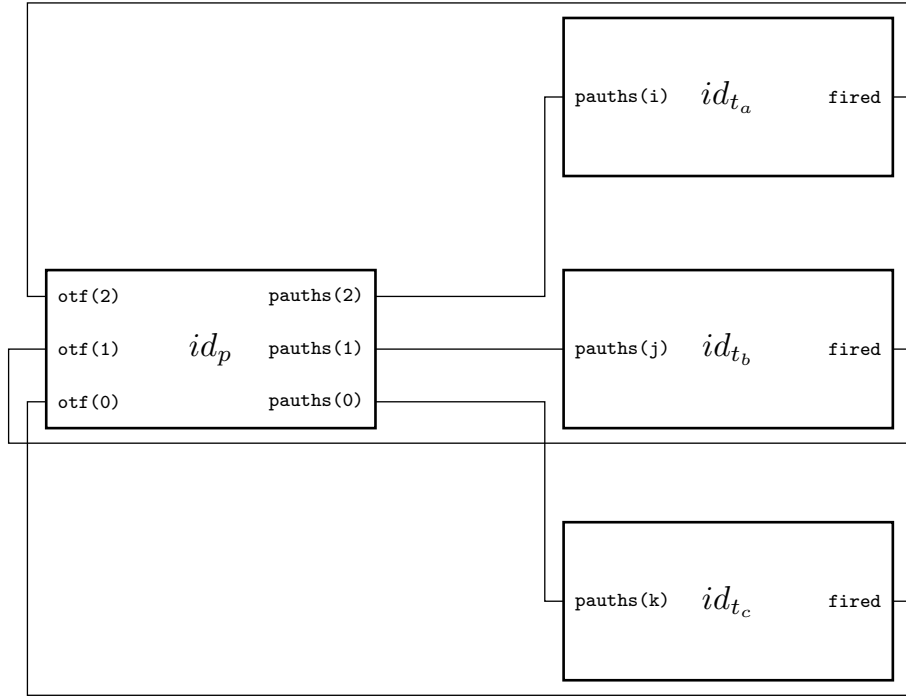 pauths(i) id_{t_a} fired
otf(2) pauths(2)
otf(1) id_p pauths(1)
otf(0) pauths(0)
pauths(j) id_{t_b} fired
pauths(k) id_{t_c} fired